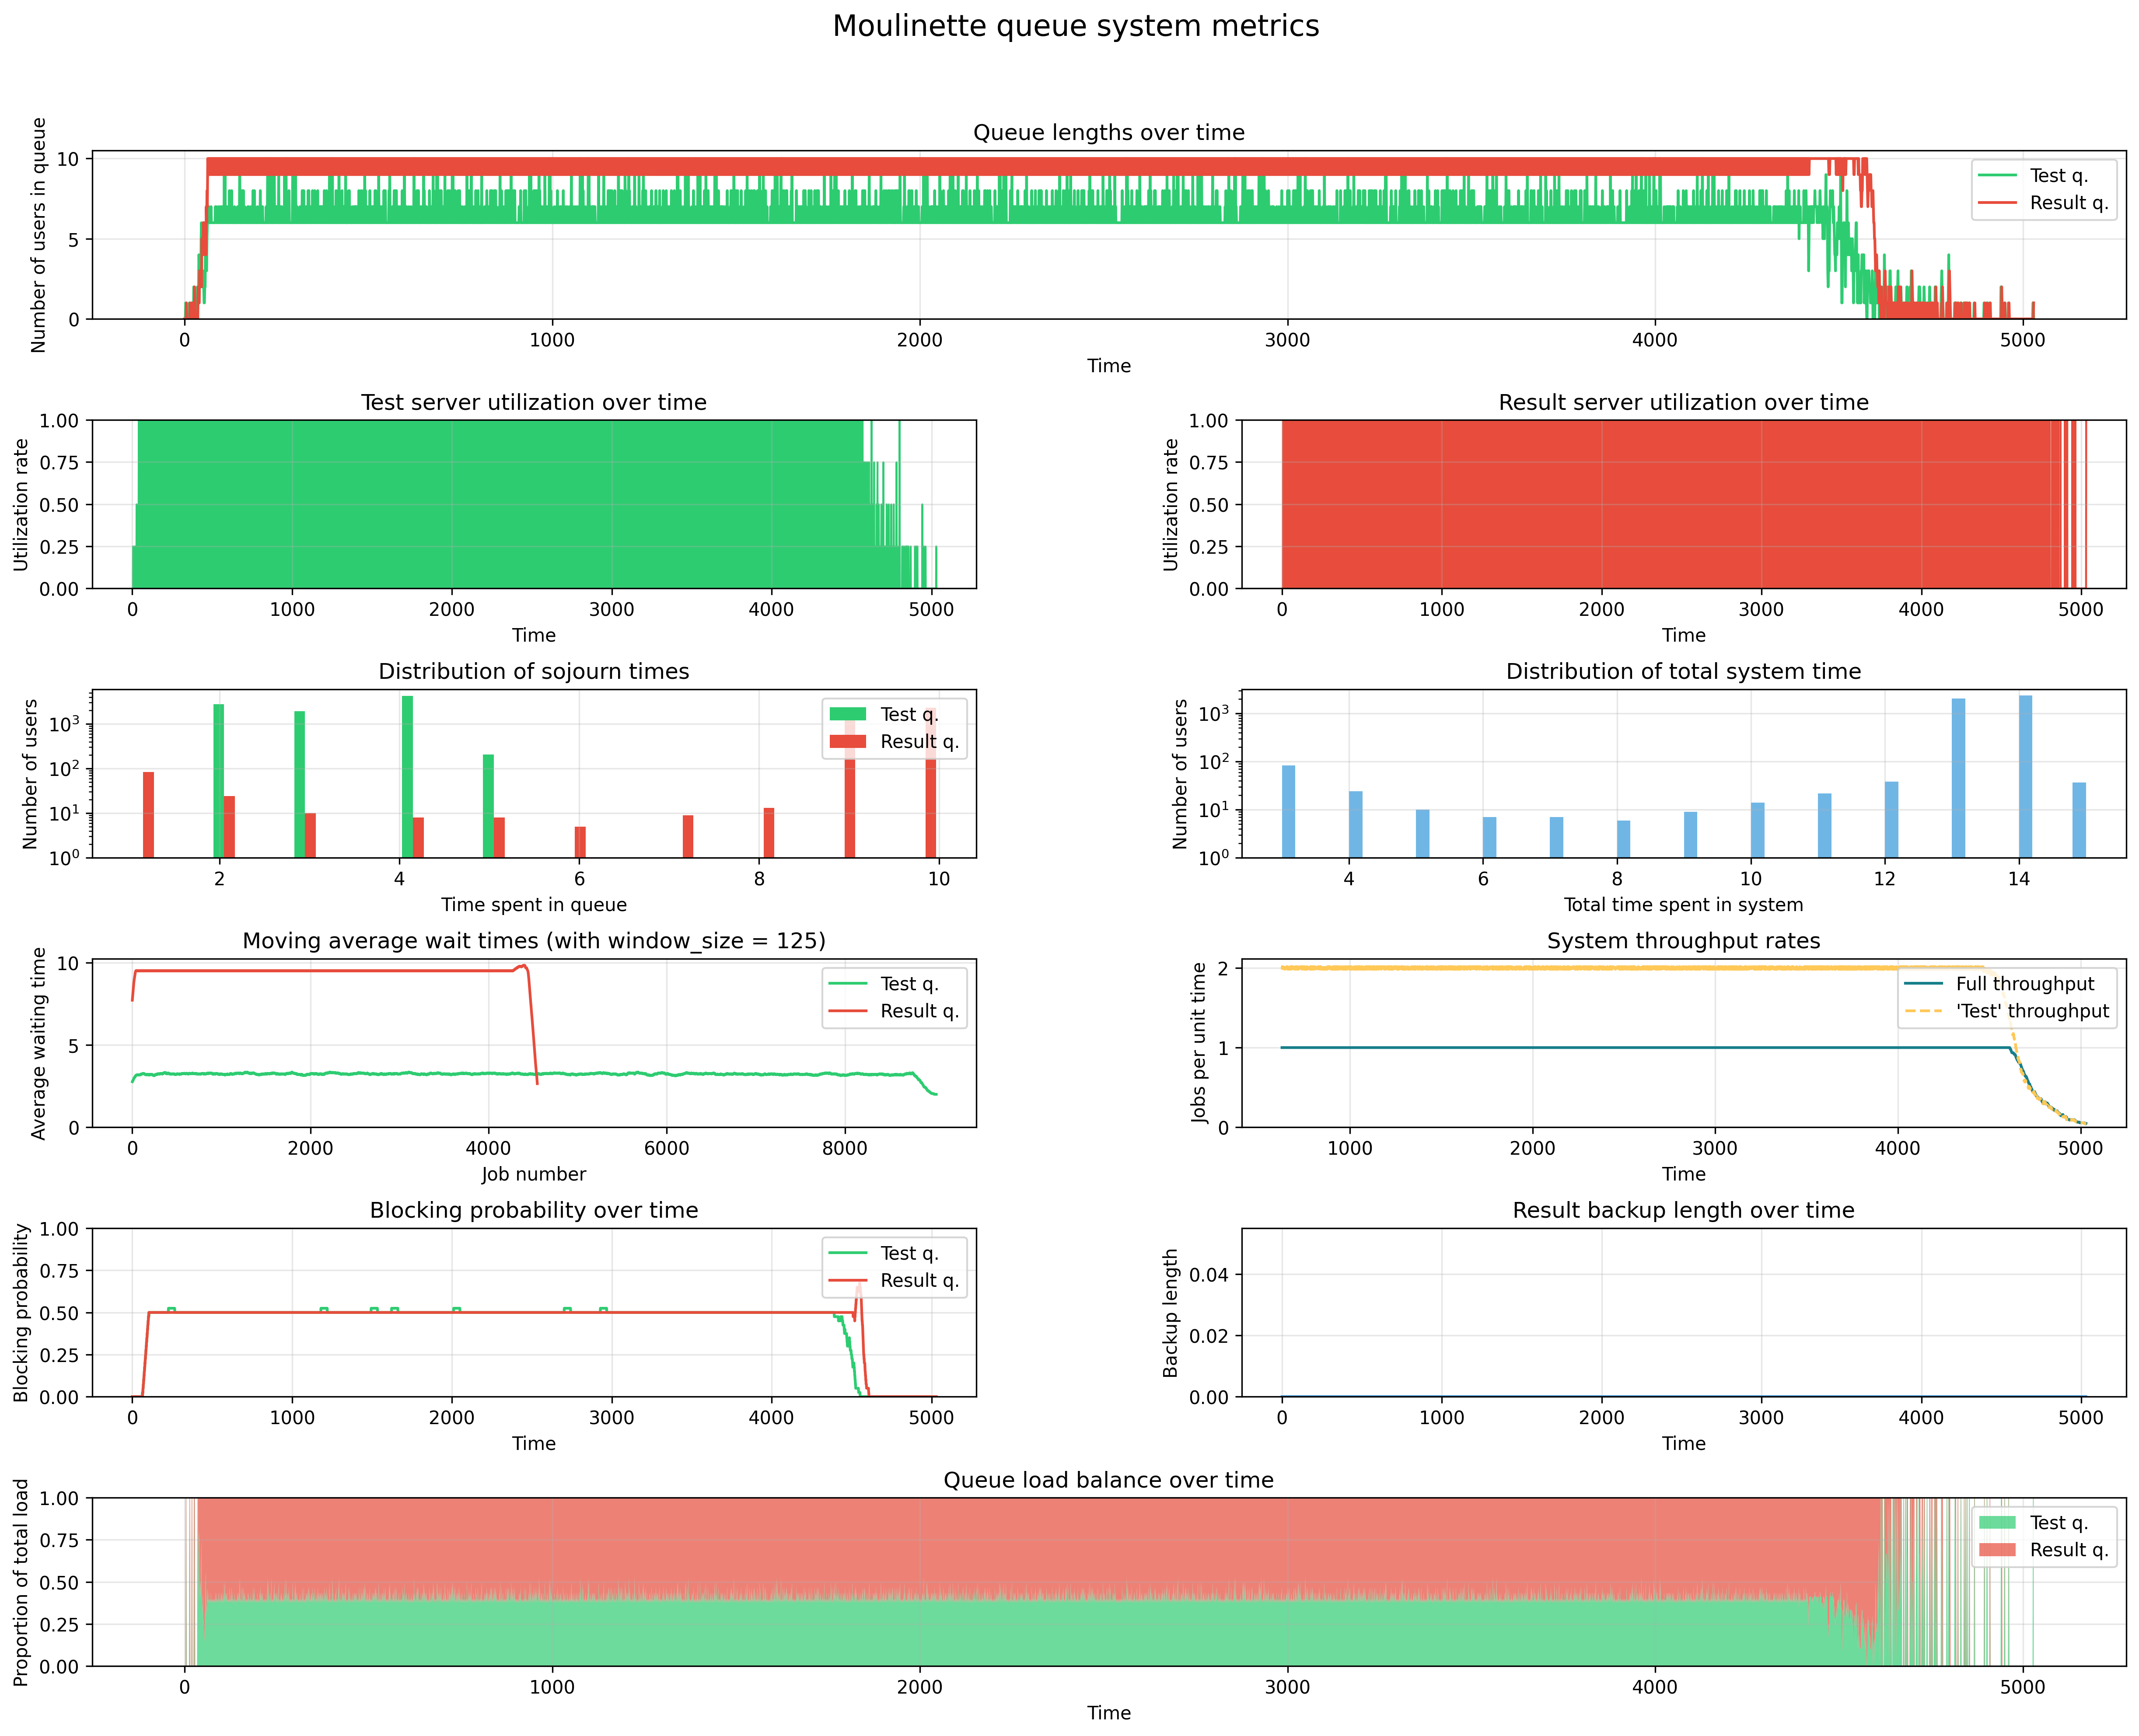 Moulinette queue system metrics
Queue lengths over time
Number of users in queue
10
5
0
Test q.
Result q.
0 1000 2000 3000 4000 5000
Time
Test server utilization over time
Utilization rate
1.00
0.75
0.50
0.25
0.00
0 1000 2000 3000 4000 5000
Time
Result server utilization over time
Utilization rate
1.00
0.75
0.50
0.25
0.00
0 1000 2000 3000 4000 5000
Time
Distribution of sojourn times
Number of users
10³
10²
10¹
10⁰
Test q.
Result q.
2 4 6 8 10
Time spent in queue
Distribution of total system time
Number of users
10³
10²
10¹
10⁰
4 6 8 10 12 14
Total time spent in system
Moving average wait times (with window_size = 125)
Average waiting time
10
5
0
Test q.
Result q.
0 2000 4000 6000 8000
Job number
System throughput rates
Jobs per unit time
2
1
0
Full throughput
'Test' throughput
1000 2000 3000 4000 5000
Time
Blocking probability over time
Blocking probability
1.00
0.75
0.50
0.25
0.00
Test q.
Result q.
0 1000 2000 3000 4000 5000
Time
Result backup length over time
Backup length
0.04
0.02
0.00
0 1000 2000 3000 4000 5000
Time
Queue load balance over time
Proportion of total load
1.00
0.75
0.50
0.25
0.00
Test q.
Result q.
0 1000 2000 3000 4000 5000
Time